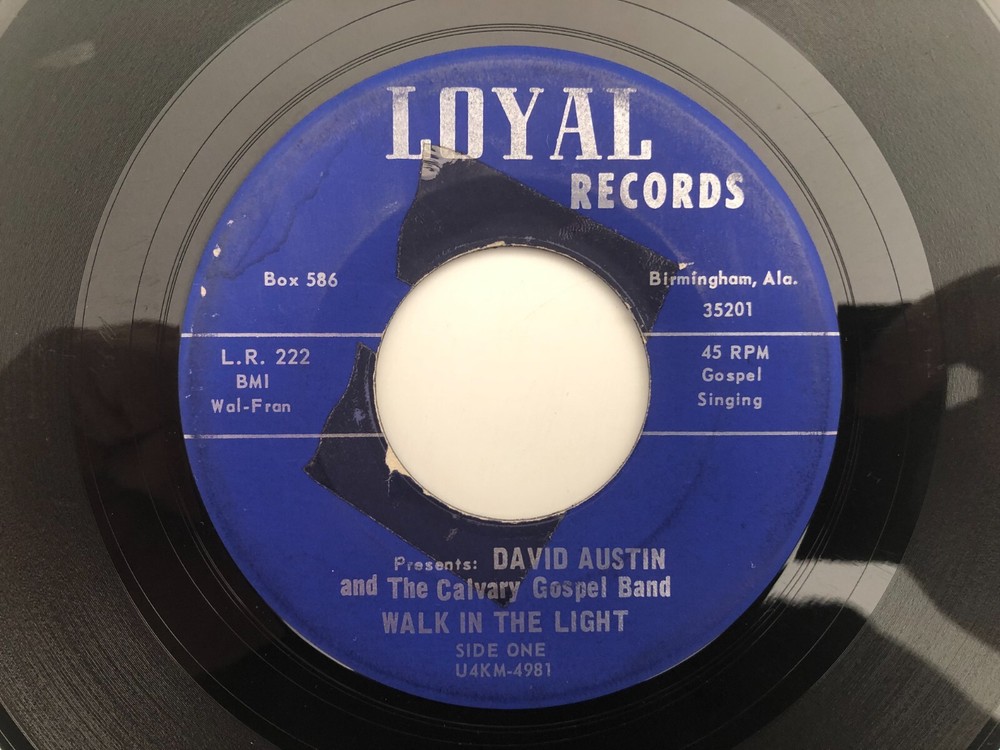 LOYAL
RECORDS
Box 586
Birmingham, Ala.
35201
L.R. 222
BMI
Wal-Fran
45 RPM
Gospel
Singing
Presents: DAVID AUSTIN
and The Calvary Gospel Band
WALK IN THE LIGHT
SIDE ONE
U4KM-4981